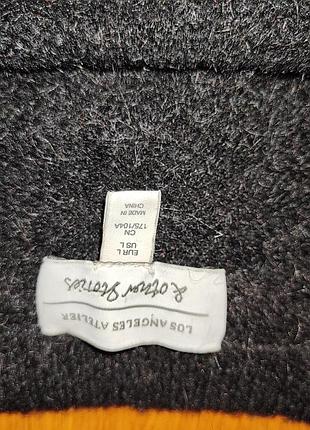 LOS ANGELES ATELIER
& other Stories
EUR L
US L
CN
175/104A
MADE IN
CHINA